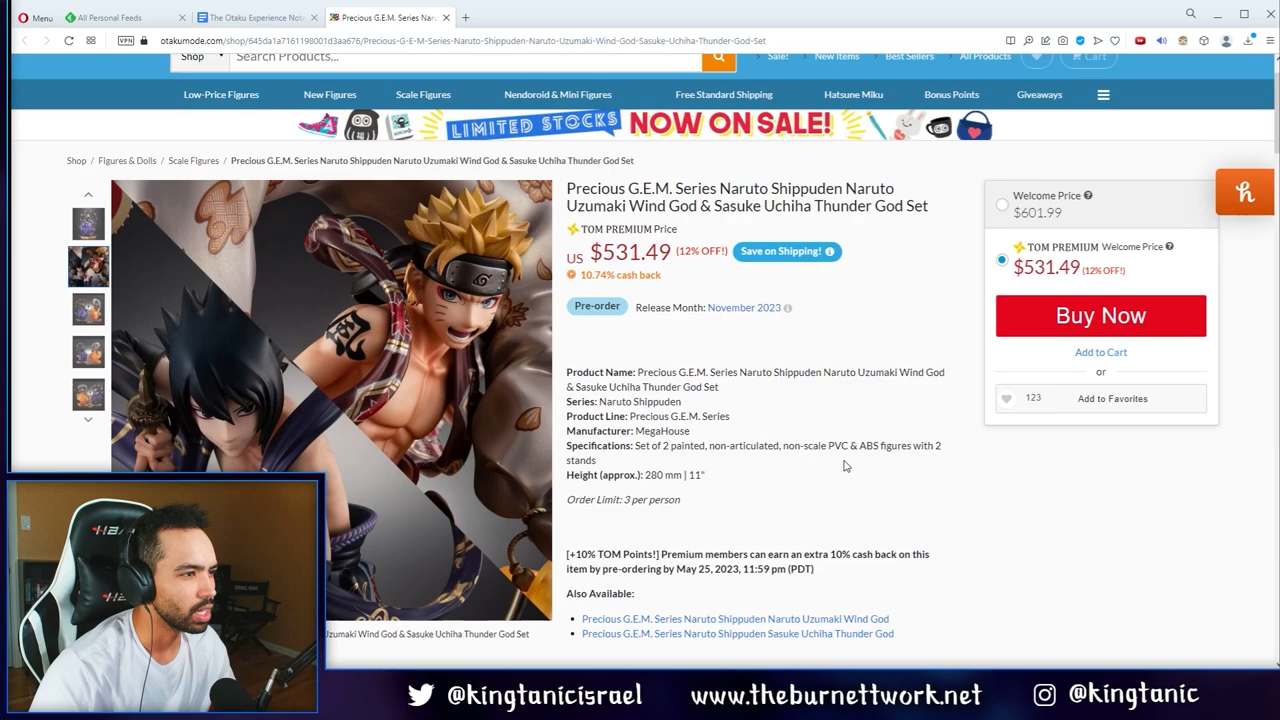 Menu
All Personal Feeds
The Otaku Experience Not
Precious G.E.M. Series Naru
VPN
otakumode.com/shop/645da1a7161198001d3aa676/Precious-G-E-M-Series-Naruto-Shippuden-Naruto-Uzumaki-Wind-God-Sasuke-Uchiha-Thunder-God-Set
Shop
Search Products...
Sale!
New Items
Best Sellers
All Products
Cart
Low-Price Figures
New Figures
Scale Figures
Nendoroid & Mini Figures
Free Standard Shipping
Hatsune Miku
Bonus Points
Giveaways
LIMITED STOCKS NOW ON SALE!
Shop / Figures & Dolls / Scale Figures / Precious G.E.M. Series Naruto Shippuden Naruto Uzumaki Wind God & Sasuke Uchiha Thunder God Set
風
Precious G.E.M. Series Naruto Shippuden Naruto
Uzumaki Wind God & Sasuke Uchiha Thunder God Set
TOM PREMIUM Price
US $531.49 (12% OFF!) Save on Shipping!
10.74% cash back
Pre-order Release Month: November 2023
Product Name: Precious G.E.M. Series Naruto Shippuden Naruto Uzumaki Wind God
& Sasuke Uchiha Thunder God Set
Series: Naruto Shippuden
Product Line: Precious G.E.M. Series
Manufacturer: MegaHouse
Specifications: Set of 2 painted, non-articulated, non-scale PVC & ABS figures with 2
stands
Height (approx.): 280 mm | 11"
Order Limit: 3 per person
[+10% TOM Points!] Premium members can earn an extra 10% cash back on this
item by pre-ordering by May 25, 2023, 11:59 pm (PDT)
Also Available:
Precious G.E.M. Series Naruto Shippuden Naruto Uzumaki Wind God
Precious G.E.M. Series Naruto Shippuden Sasuke Uchiha Thunder God
Welcome Price
$601.99
TOM PREMIUM Welcome Price
$531.49 (12% OFF!)
Buy Now
Add to Cart
or
123 Add to Favorites
h
Uzumaki Wind God & Sasuke Uchiha Thunder God Set
@kingtanicisrael
www.theburnettwork.net
@kingtanic